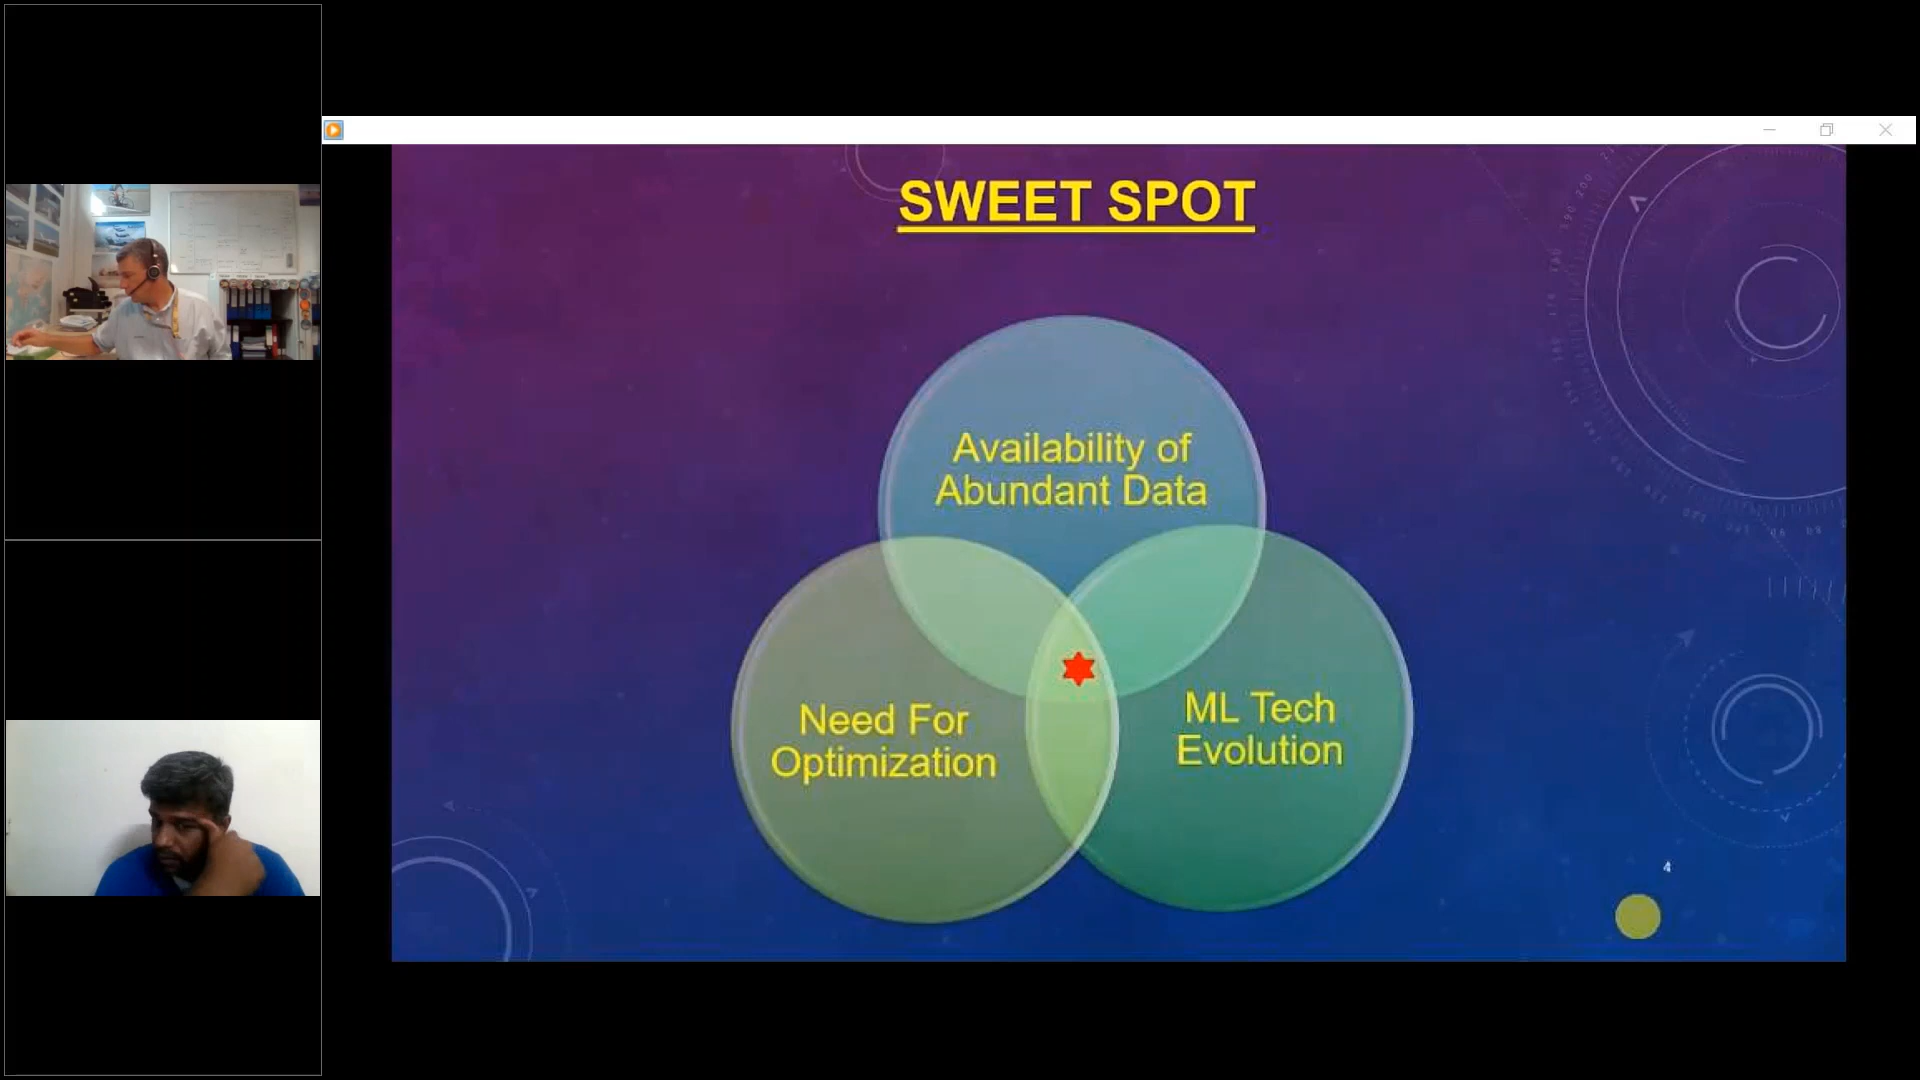 SWEET SPOT
Availability of
Abundant Data
Need For
Optimization
ML Tech
Evolution
4